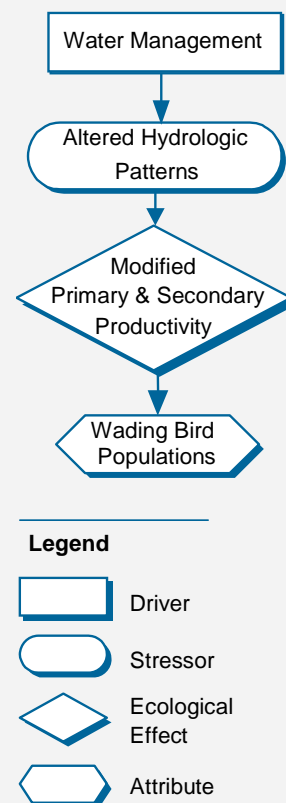 Water Management
Altered Hydrologic
Patterns
Modified
Primary & Secondary
Productivity
Wading Bird
Populations
Legend
Driver
Stressor
Ecological
Effect
Attribute